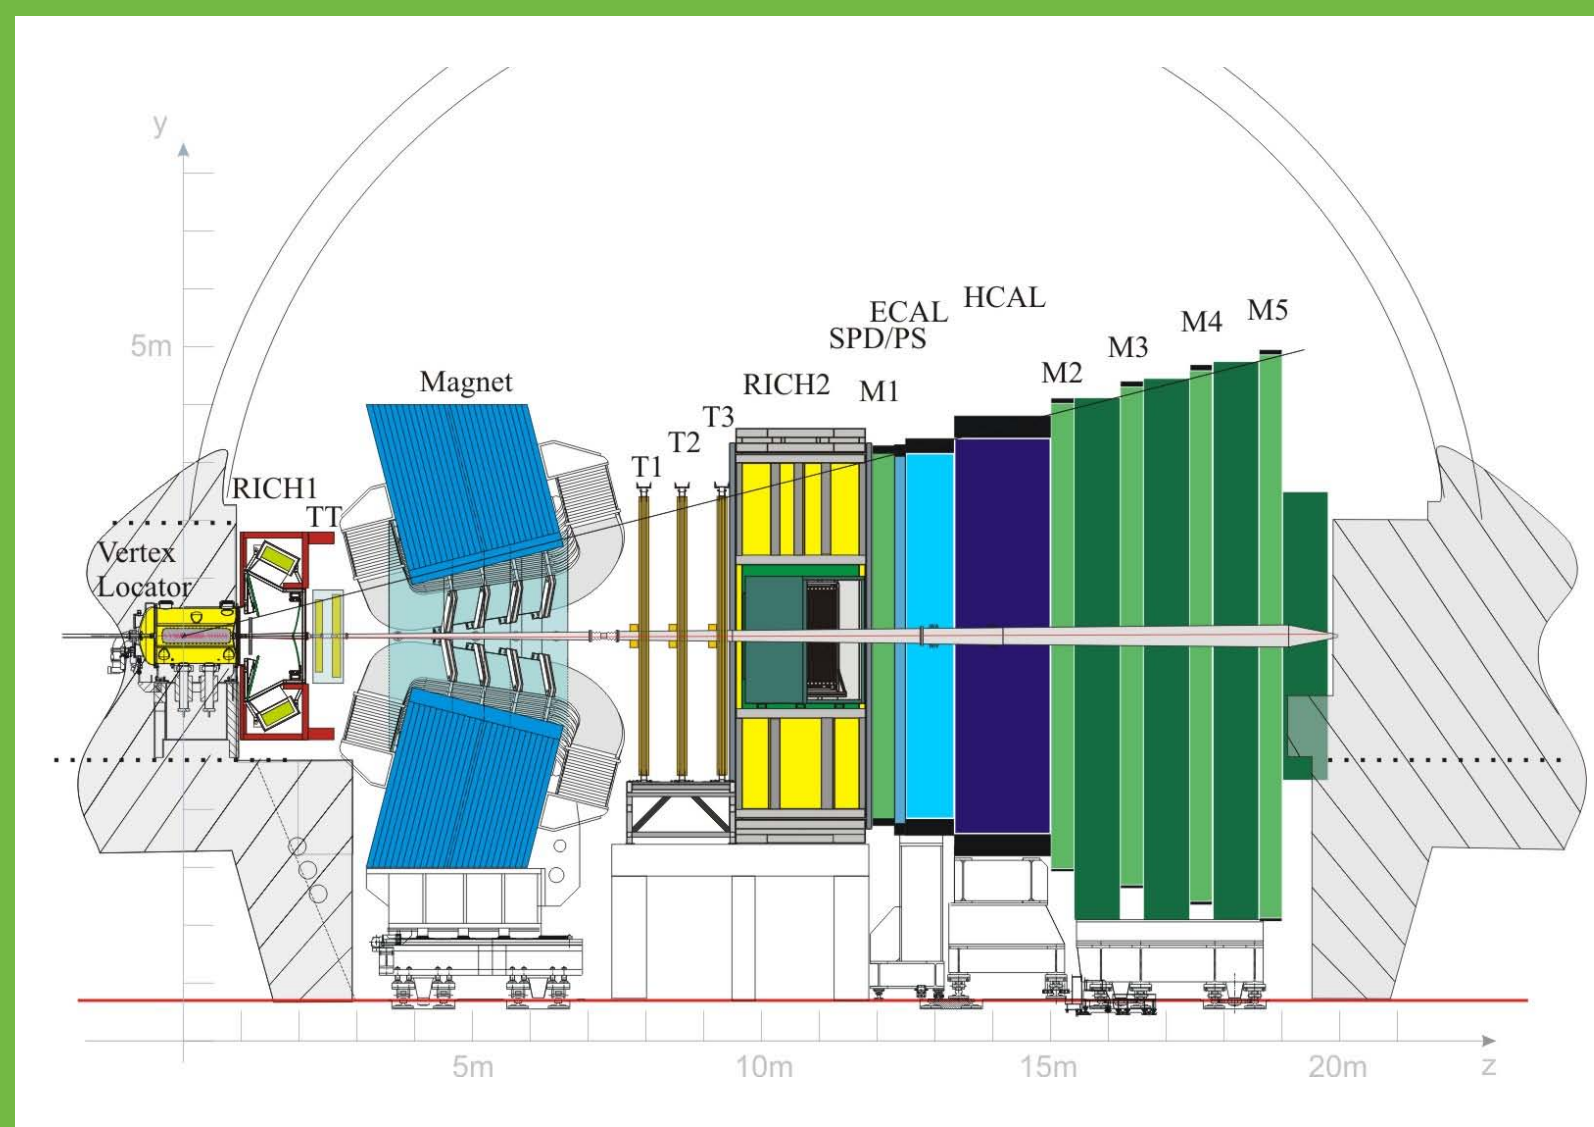 y
5m
HCAL
ECAL
SPD/PS
M5
M4
M3
M2
Magnet
RICH2
M1
T3
T2
T1
RICH1
TT
Vertex
Locator
5m
10m
15m
20m
z